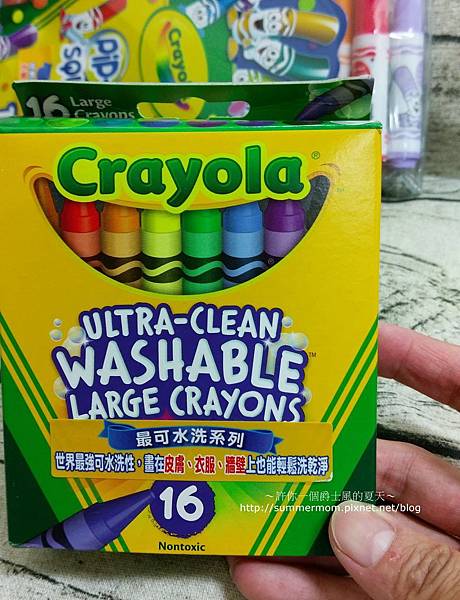 16 Large
Crayons
Crayola®
ULTRA-CLEAN
WASHABLE™
LARGE CRAYONS
最可水洗系列
世界最強可水洗性,畫在皮膚、衣服、牆壁上也能輕鬆洗乾淨
16
Nontoxic
~許你一個爵士風的夏天~
http://summermom.pixnet.net/blog